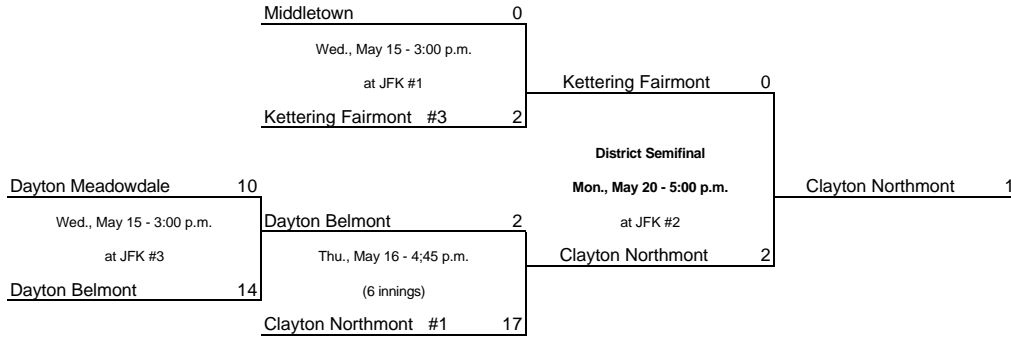 Middletown 0
Wed., May 15 - 3:00 p.m.
at JFK #1
Kettering Fairmont 0
Kettering Fairmont #3 2
District Semifinal
Dayton Meadowdale 10
Mon., May 20 - 5:00 p.m.
Clayton Northmont 1
Wed., May 15 - 3:00 p.m.
Dayton Belmont 2
at JFK #2
at JFK #3
Thu., May 16 - 4;45 p.m.
Clayton Northmont 2
Dayton Belmont 14
(6 innings)
Clayton Northmont #1 17